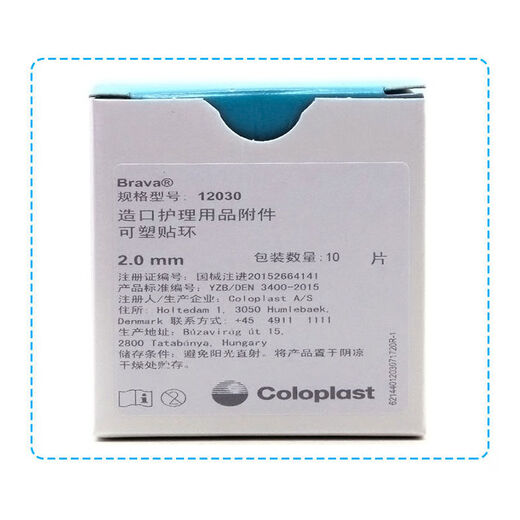 Brava®
规格型号: 12030
造口护理用品附件
可塑贴环
2.0 mm 包装数量: 10 片
注册证编号: 国械注进20152664141
产品标准编号: YZB/DEN 3400-2015
注册人/生产企业: Coloplast A/S
住所: Holtedam 1, 3050 Humlebaek,
Denmark 联系方式: +45 4911 1111
生产地址: Búzavirág út 15,
2800 Tatabánya, Hungary
储存条件: 避免阳光直射。将产品置于阴凉
干燥处贮存。
Coloplast
6214401203071720R-1